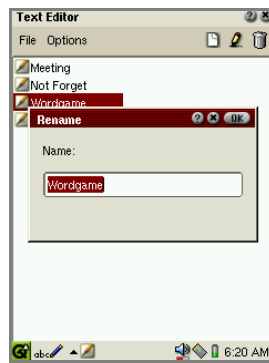 Text Editor
File Options
Meeting
Not Forget
Wordgame
Rename
OK
Name:
Wordgame
abc
6:20 AM